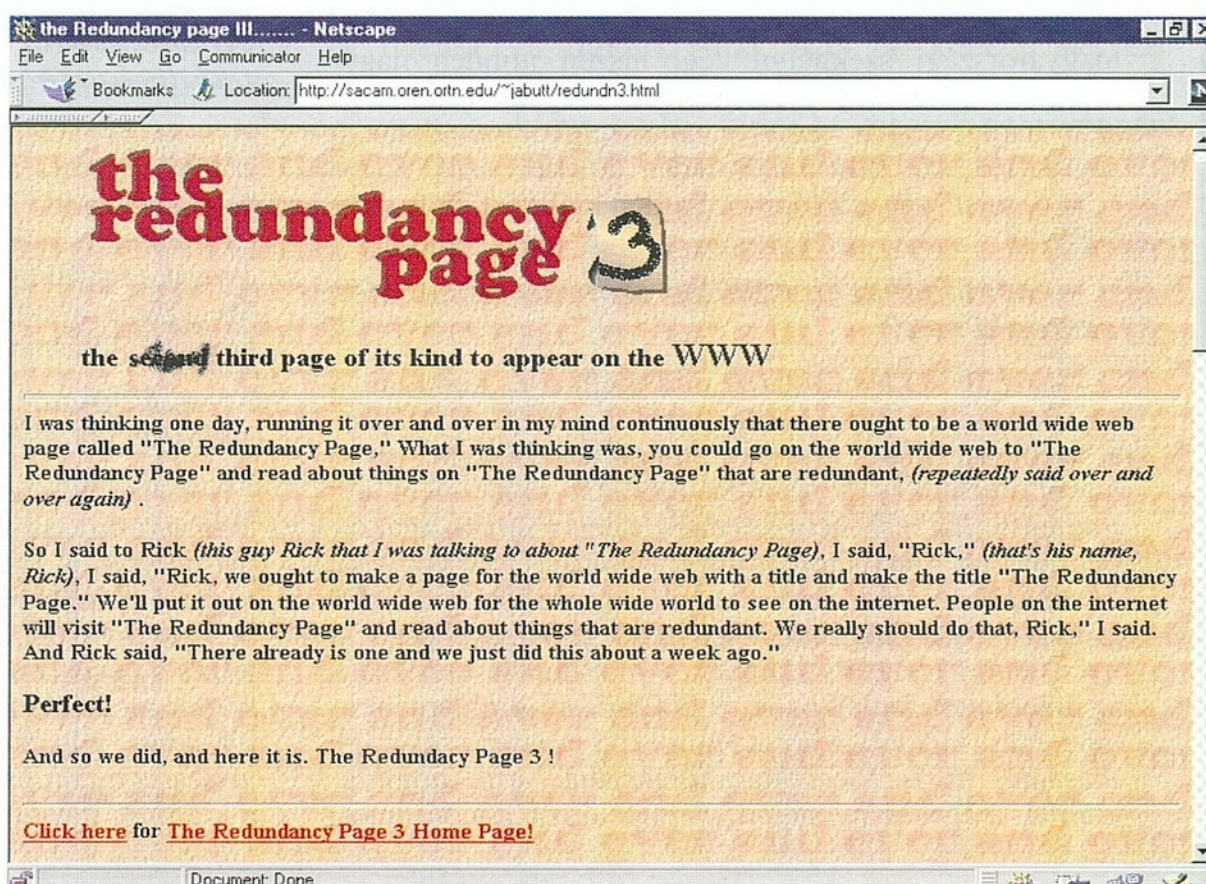 the Redundancy page III....... - Netscape
File Edit View Go Communicator Help
Bookmarks Location: http://sacam.oren.ortn.edu/~jabutt/redundn3.html
the
redundancy
page 3
the second third page of its kind to appear on the WWW
I was thinking one day, running it over and over in my mind continuously that there ought to be a world wide web
page called "The Redundancy Page," What I was thinking was, you could go on the world wide web to "The
Redundancy Page" and read about things on "The Redundancy Page" that are redundant, (repeatedly said over and
over again) .
So I said to Rick (this guy Rick that I was talking to about "The Redundancy Page), I said, "Rick," (that's his name,
Rick), I said, "Rick, we ought to make a page for the world wide web with a title and make the title "The Redundancy
Page." We'll put it out on the world wide web for the whole wide world to see on the internet. People on the internet
will visit "The Redundancy Page" and read about things that are redundant. We really should do that, Rick," I said.
And Rick said, "There already is one and we just did this about a week ago."
Perfect!
And so we did, and here it is. The Redundacy Page 3 !
Click here for The Redundancy Page 3 Home Page!
Document: Done